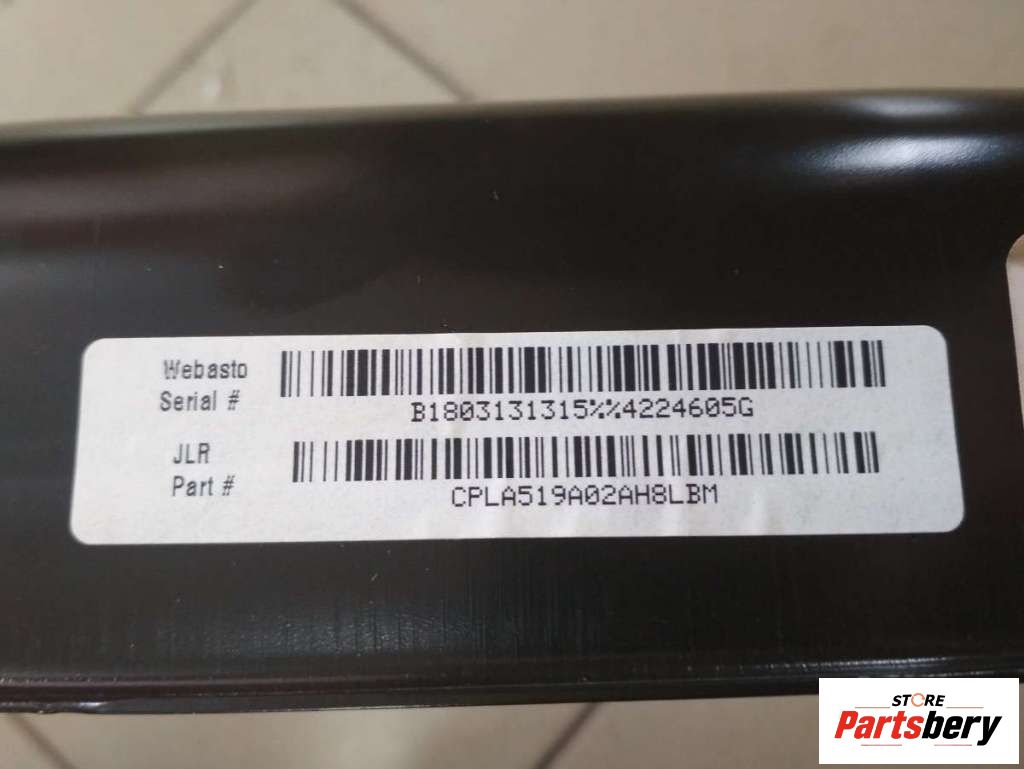 Webasto
Serial #
B1803131315%%4224605G
JLR
Part #
CPLA519A02AH8LBM
STORE
Partsbery